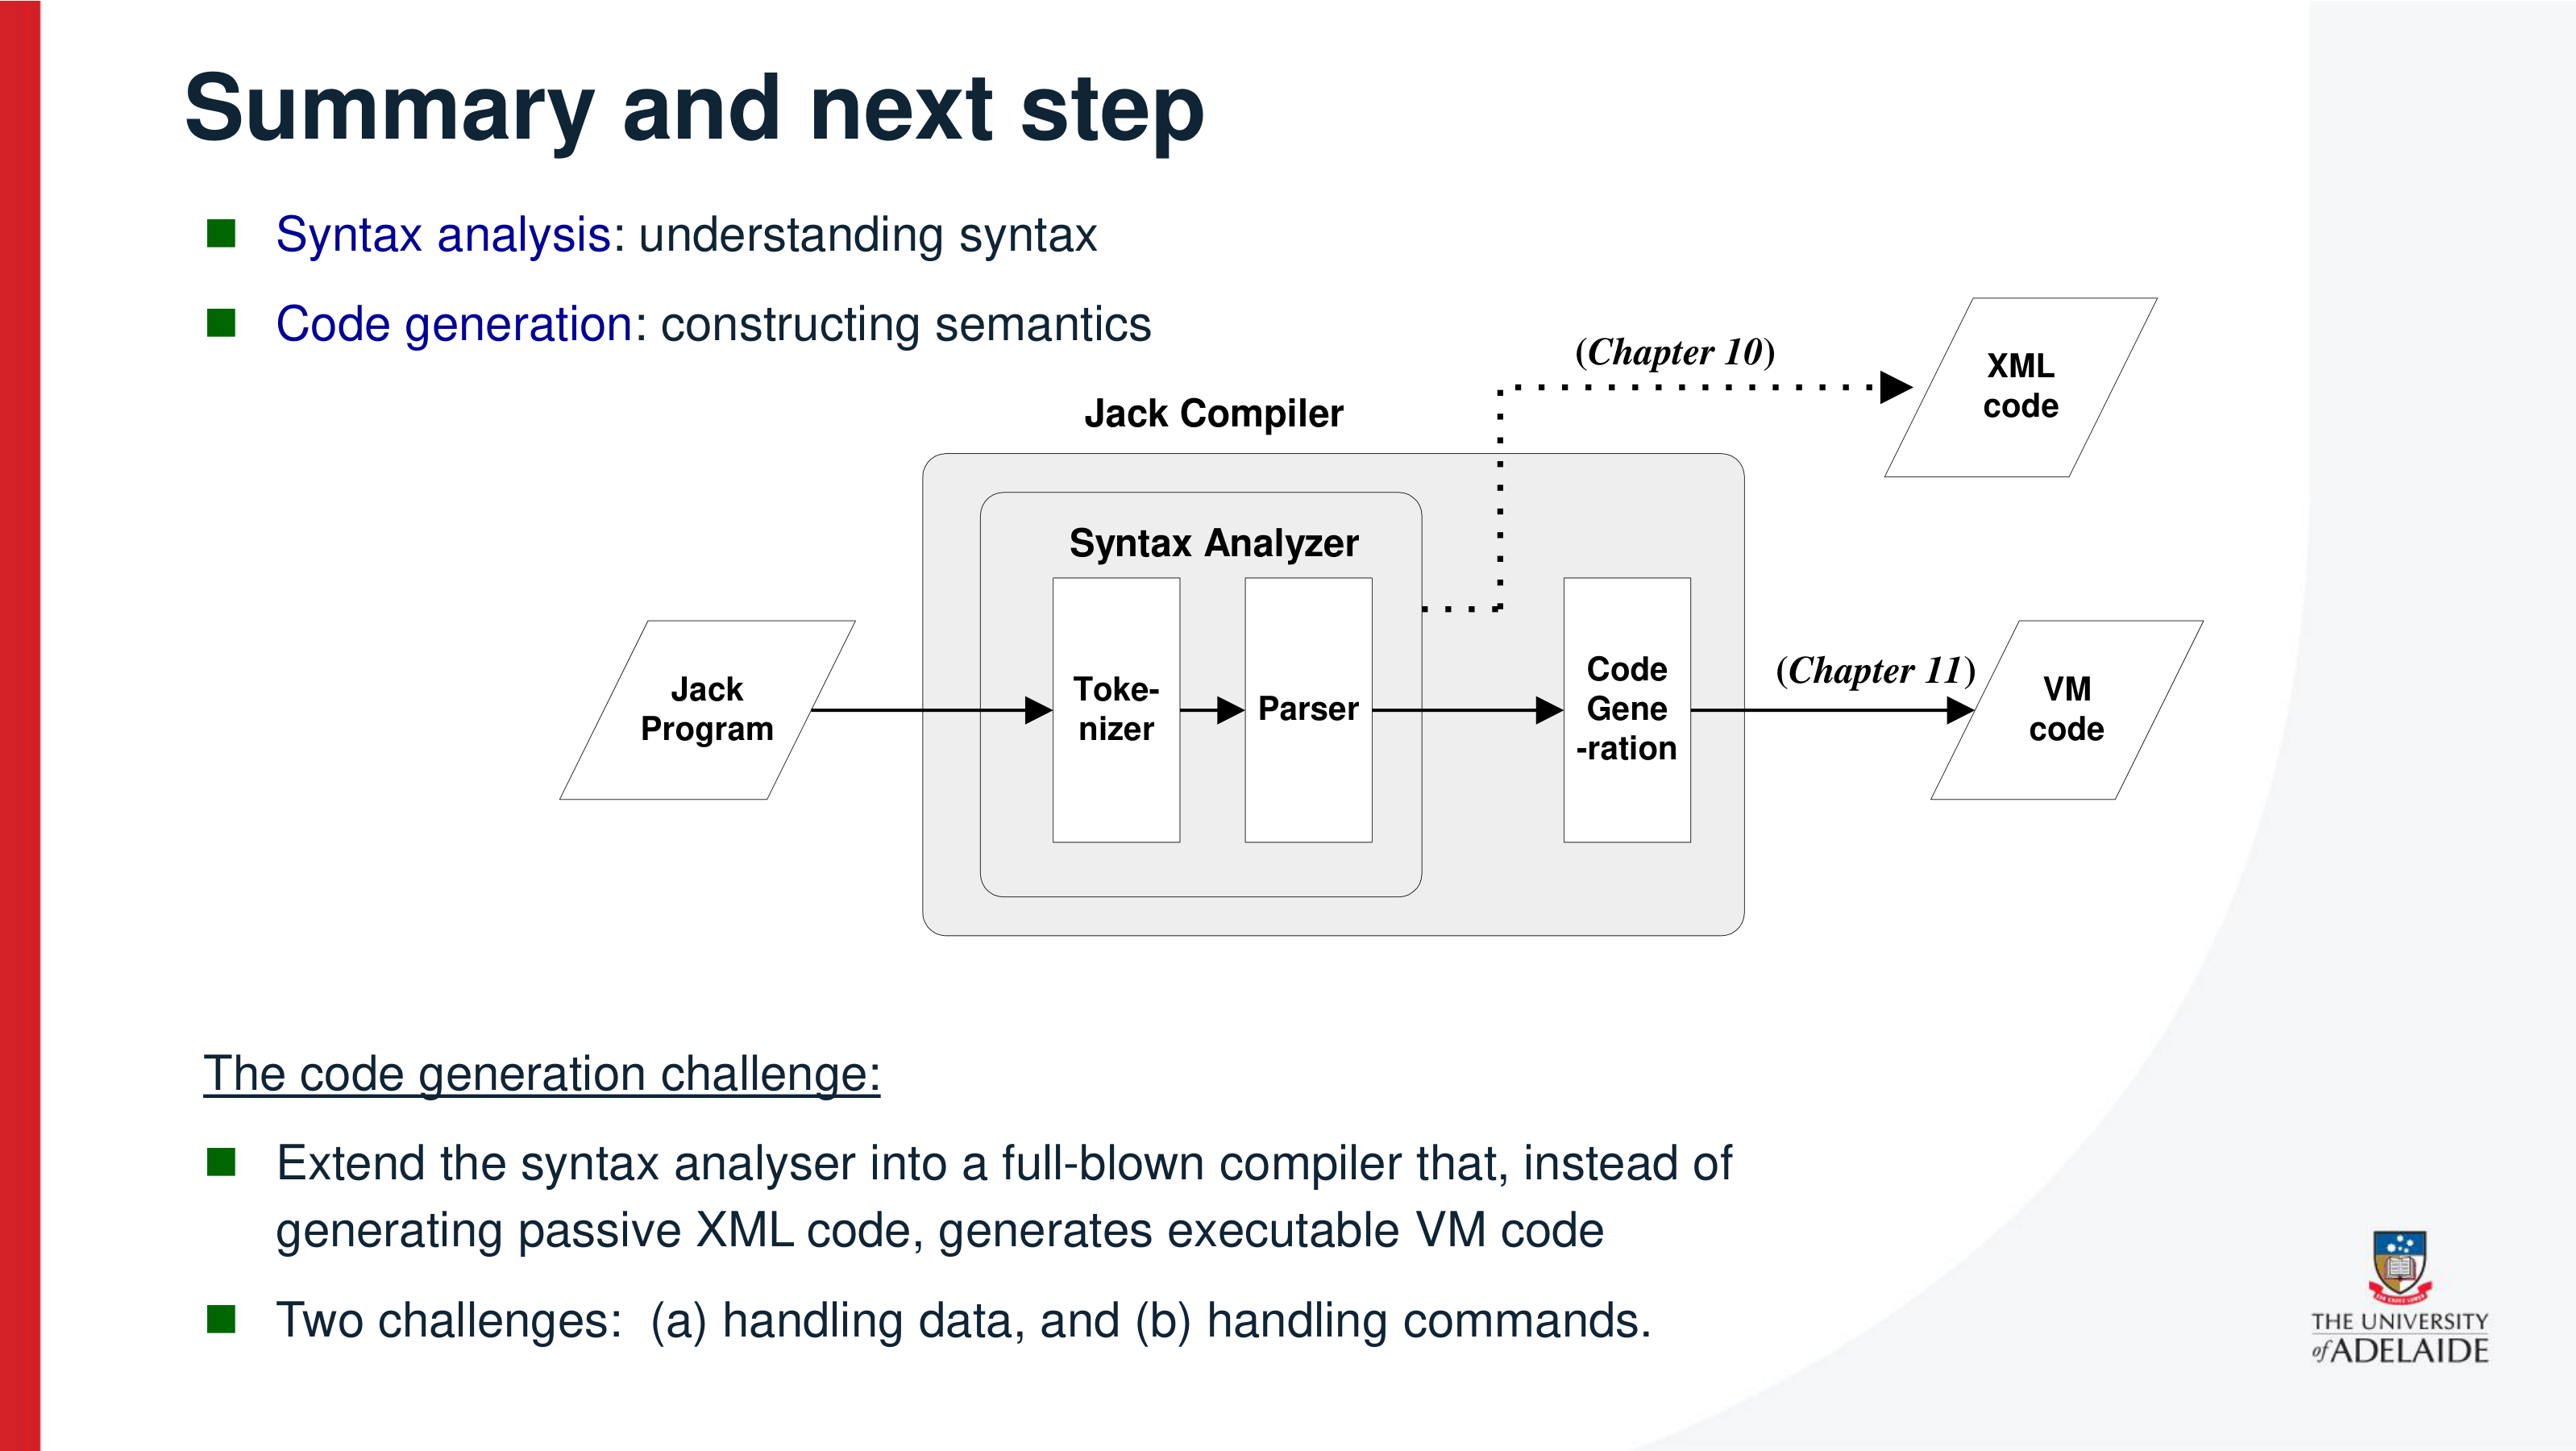 Summary and next step
Syntax analysis: understanding syntax
Code generation: constructing semantics
(Chapter 10)
XML
code
Jack Compiler
Syntax Analyzer
Jack
Program
Toke-
nizer
Parser
Code
Gene
-ration
(Chapter 11)
VM
code
The code generation challenge:
Extend the syntax analyser into a full-blown compiler that, instead of
generating passive XML code, generates executable VM code
Two challenges:  (a) handling data, and (b) handling commands.
THE UNIVERSITY
of ADELAIDE